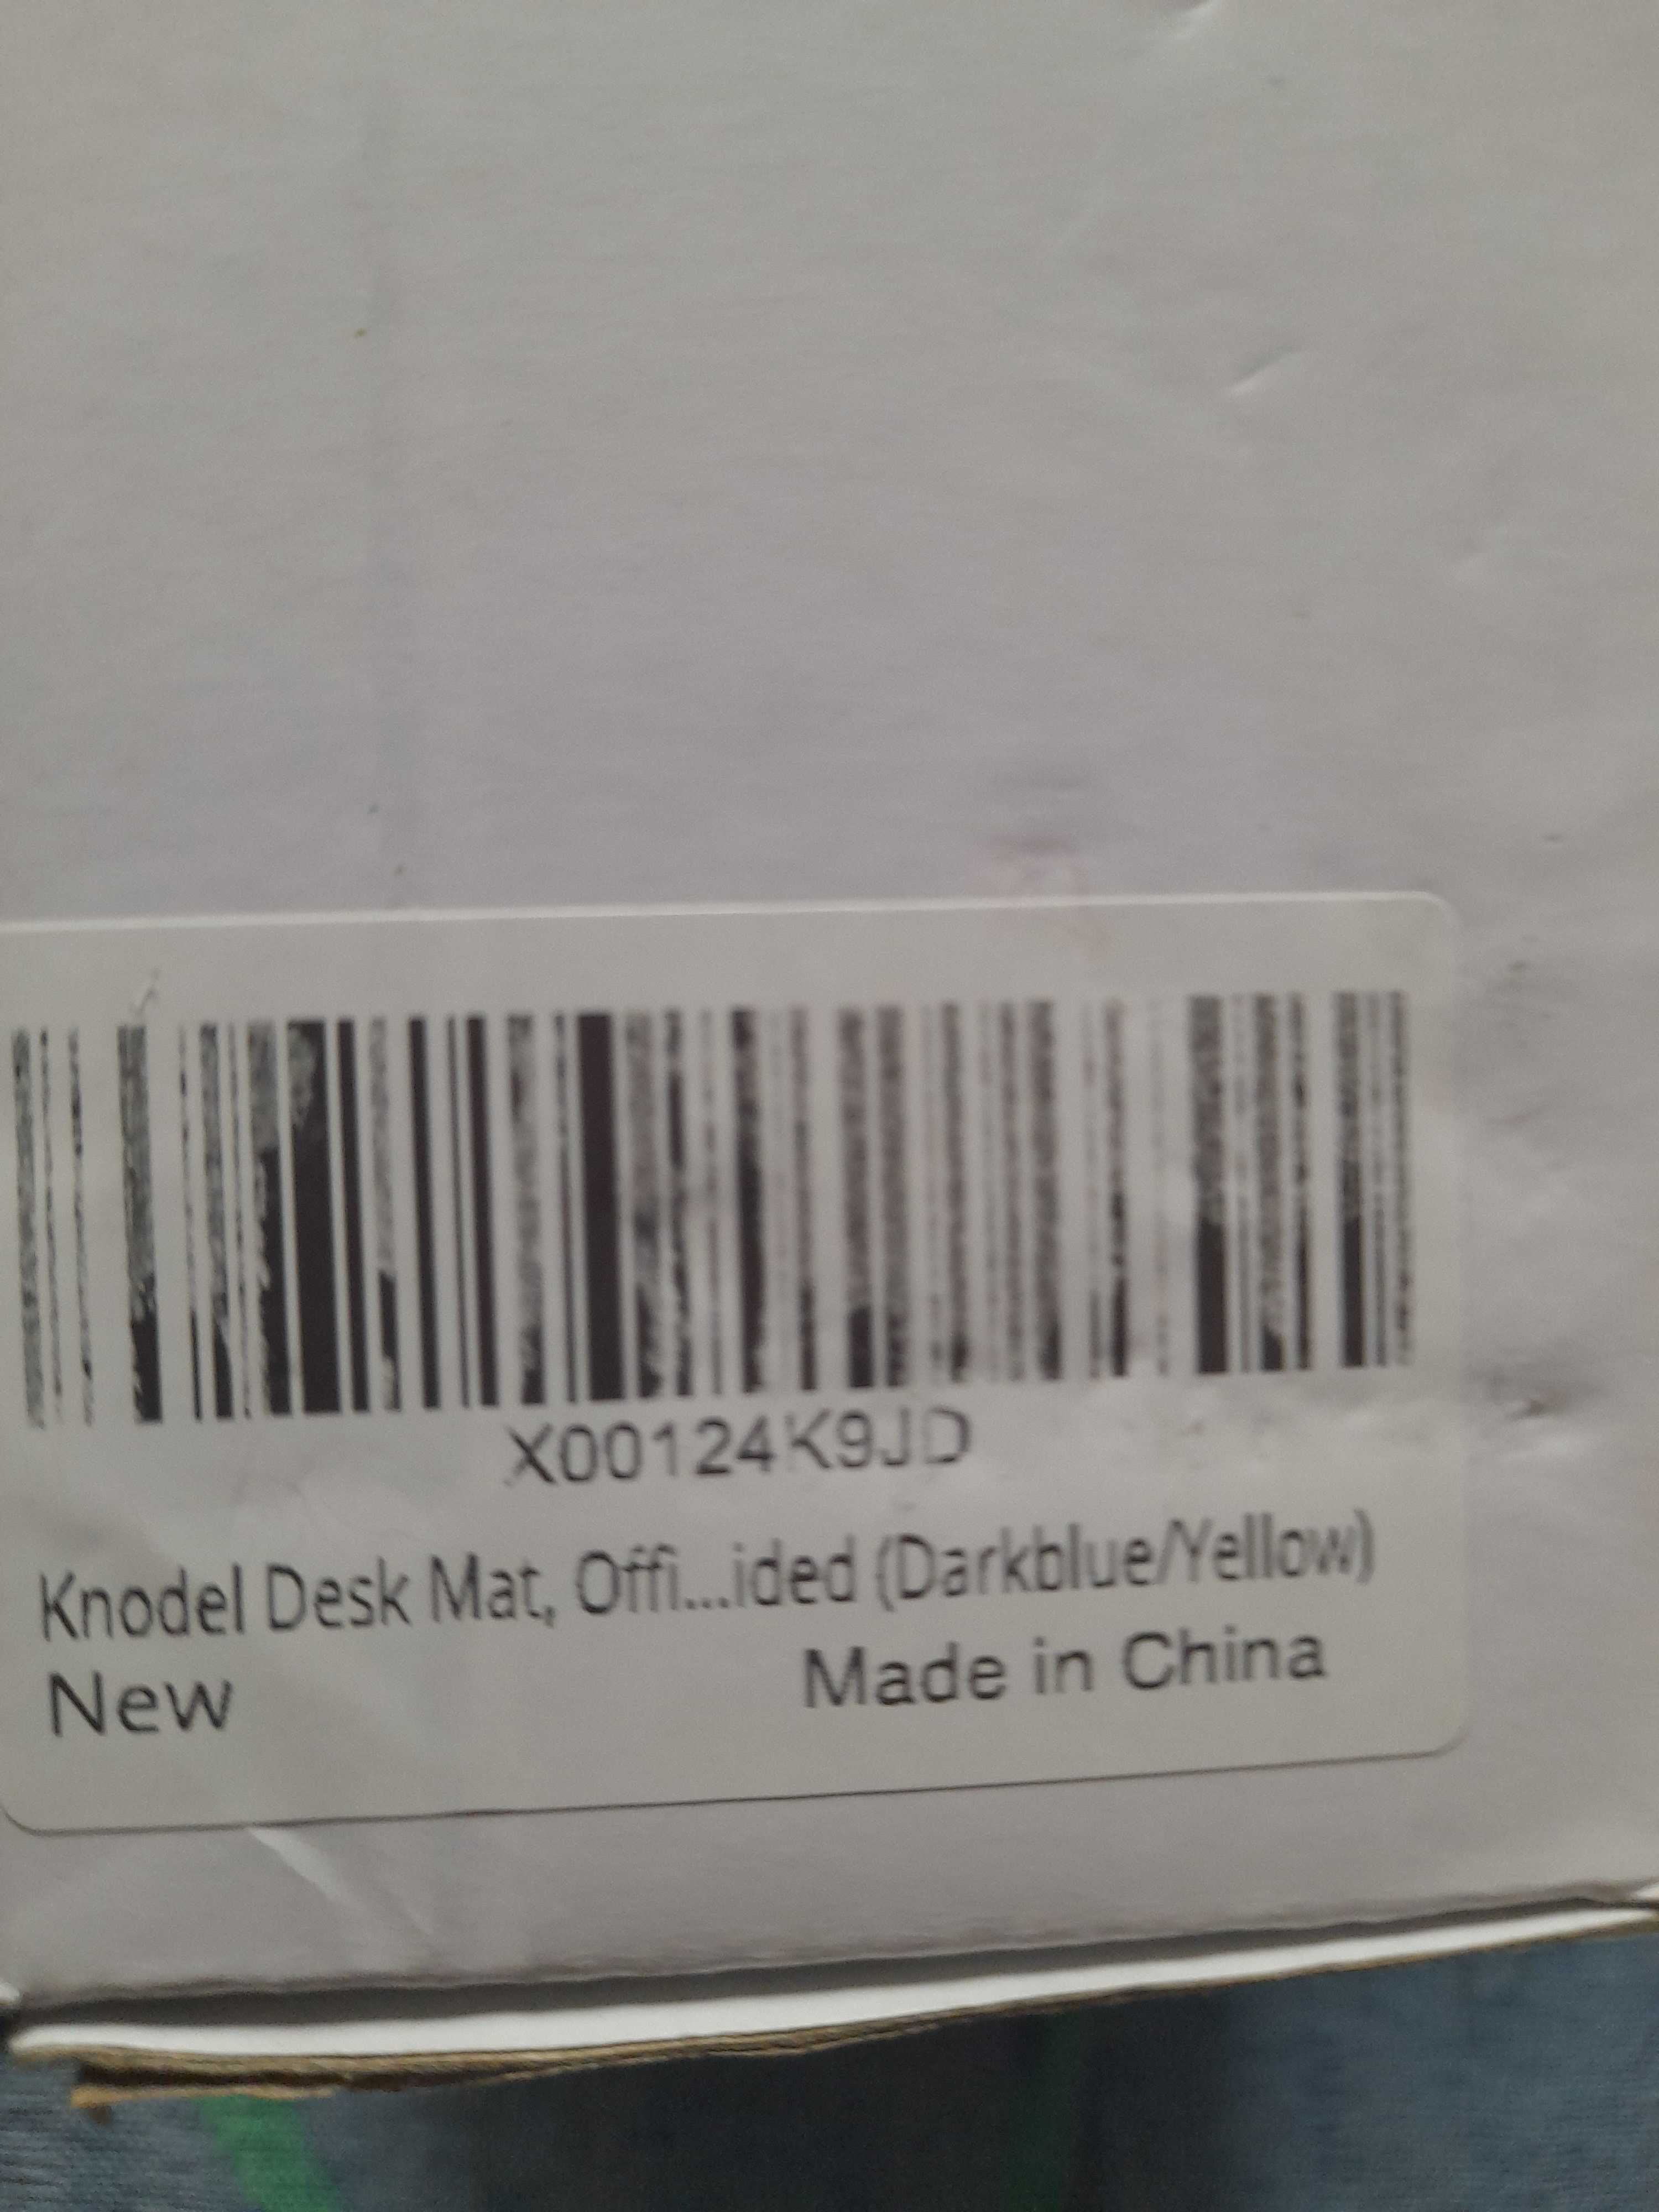 X00124K9JD
Knodel Desk Mat, Offi...ided (Darkblue/Yellow)
New Made in China